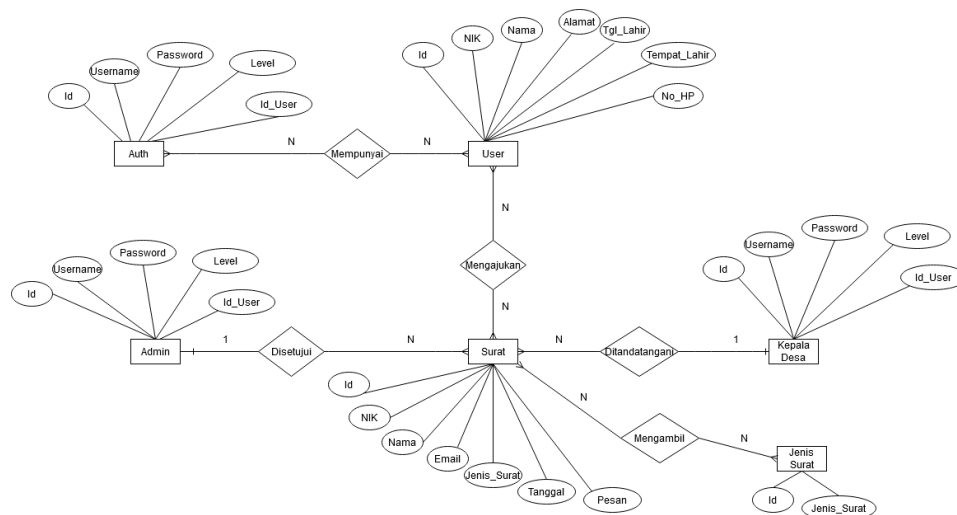 Id
Username
Password
Level
Id_User
Auth
N
Mempunyai
N
User
Id
NIK
Nama
Alamat
Tgl_Lahir
Tempat_Lahir
No_HP
N
Mengajukan
N
Id
Username
Password
Level
Id_User
Admin
1
Disetujui
N
Surat
N
Ditandatangani
1
Kepala
Desa
Id
Username
Password
Level
Id_User
Id
NIK
Nama
Email
Jenis_Surat
Tanggal
Pesan
N
Mengambil
N
Jenis
Surat
Id
Jenis_Surat